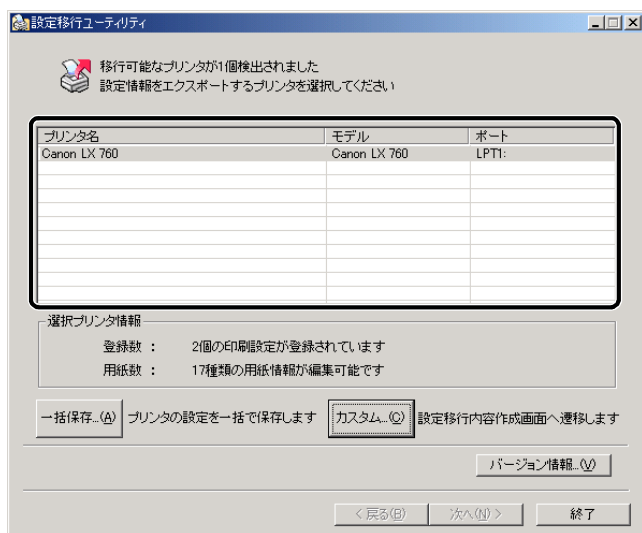 設定移行ユーティリティ
移行可能なプリンタが1個検出されました
設定情報をエクスポートするプリンタを選択してください
プリンタ名 モデル ポート
Canon LX 760 Canon LX 760 LPT1:
選択プリンタ情報
登録数 : 2個の印刷設定が登録されています
用紙数 : 17種類の用紙情報が編集可能です
一括保存...(A) プリンタの設定を一括で保存します カスタム...(C) 設定移行内容作成画面へ遷移します
バージョン情報...(V)
< 戻る(B) 次へ(N) > 終了